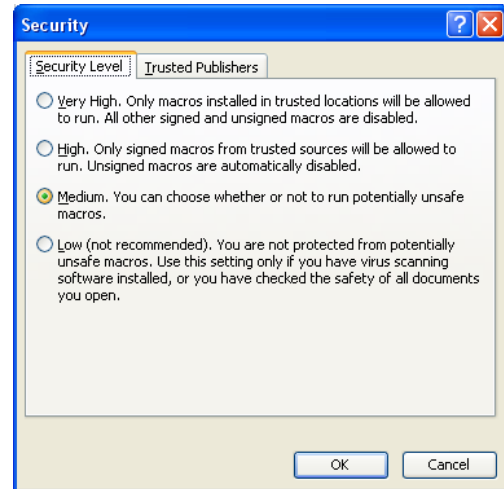 Security
Security Level
Trusted Publishers
Very High. Only macros installed in trusted locations will be allowed
to run. All other signed and unsigned macros are disabled.
High. Only signed macros from trusted sources will be allowed to
run. Unsigned macros are automatically disabled.
Medium. You can choose whether or not to run potentially unsafe
macros.
Low (not recommended). You are not protected from potentially
unsafe macros. Use this setting only if you have virus scanning
software installed, or you have checked the safety of all documents
you open.
OK
Cancel